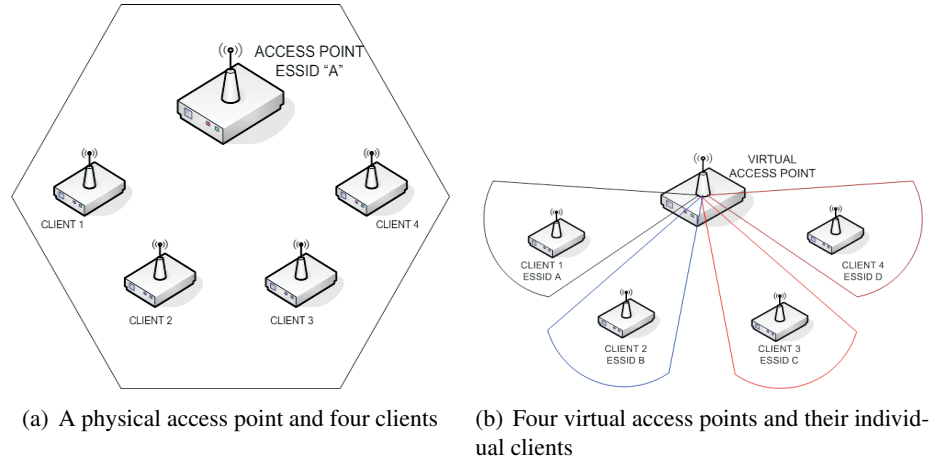 ACCESS POINT
ESSID “A”
CLIENT 1
CLIENT 4
CLIENT 2
CLIENT 3
VIRTUAL
ACCESS POINT
CLIENT 1
ESSID A
CLIENT 4
ESSID D
CLIENT 2
ESSID B
CLIENT 3
ESSID C
(a) A physical access point and four clients
(b) Four virtual access points and their individ-
ual clients